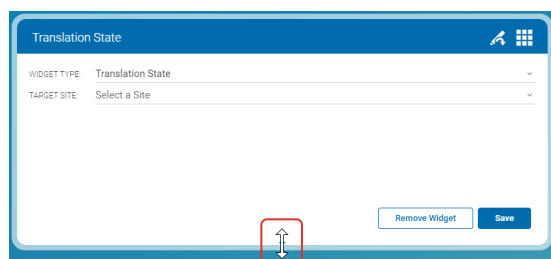 Translation State
WIDGET TYPE: Translation State
TARGET SITE: Select a Site
Remove Widget Save